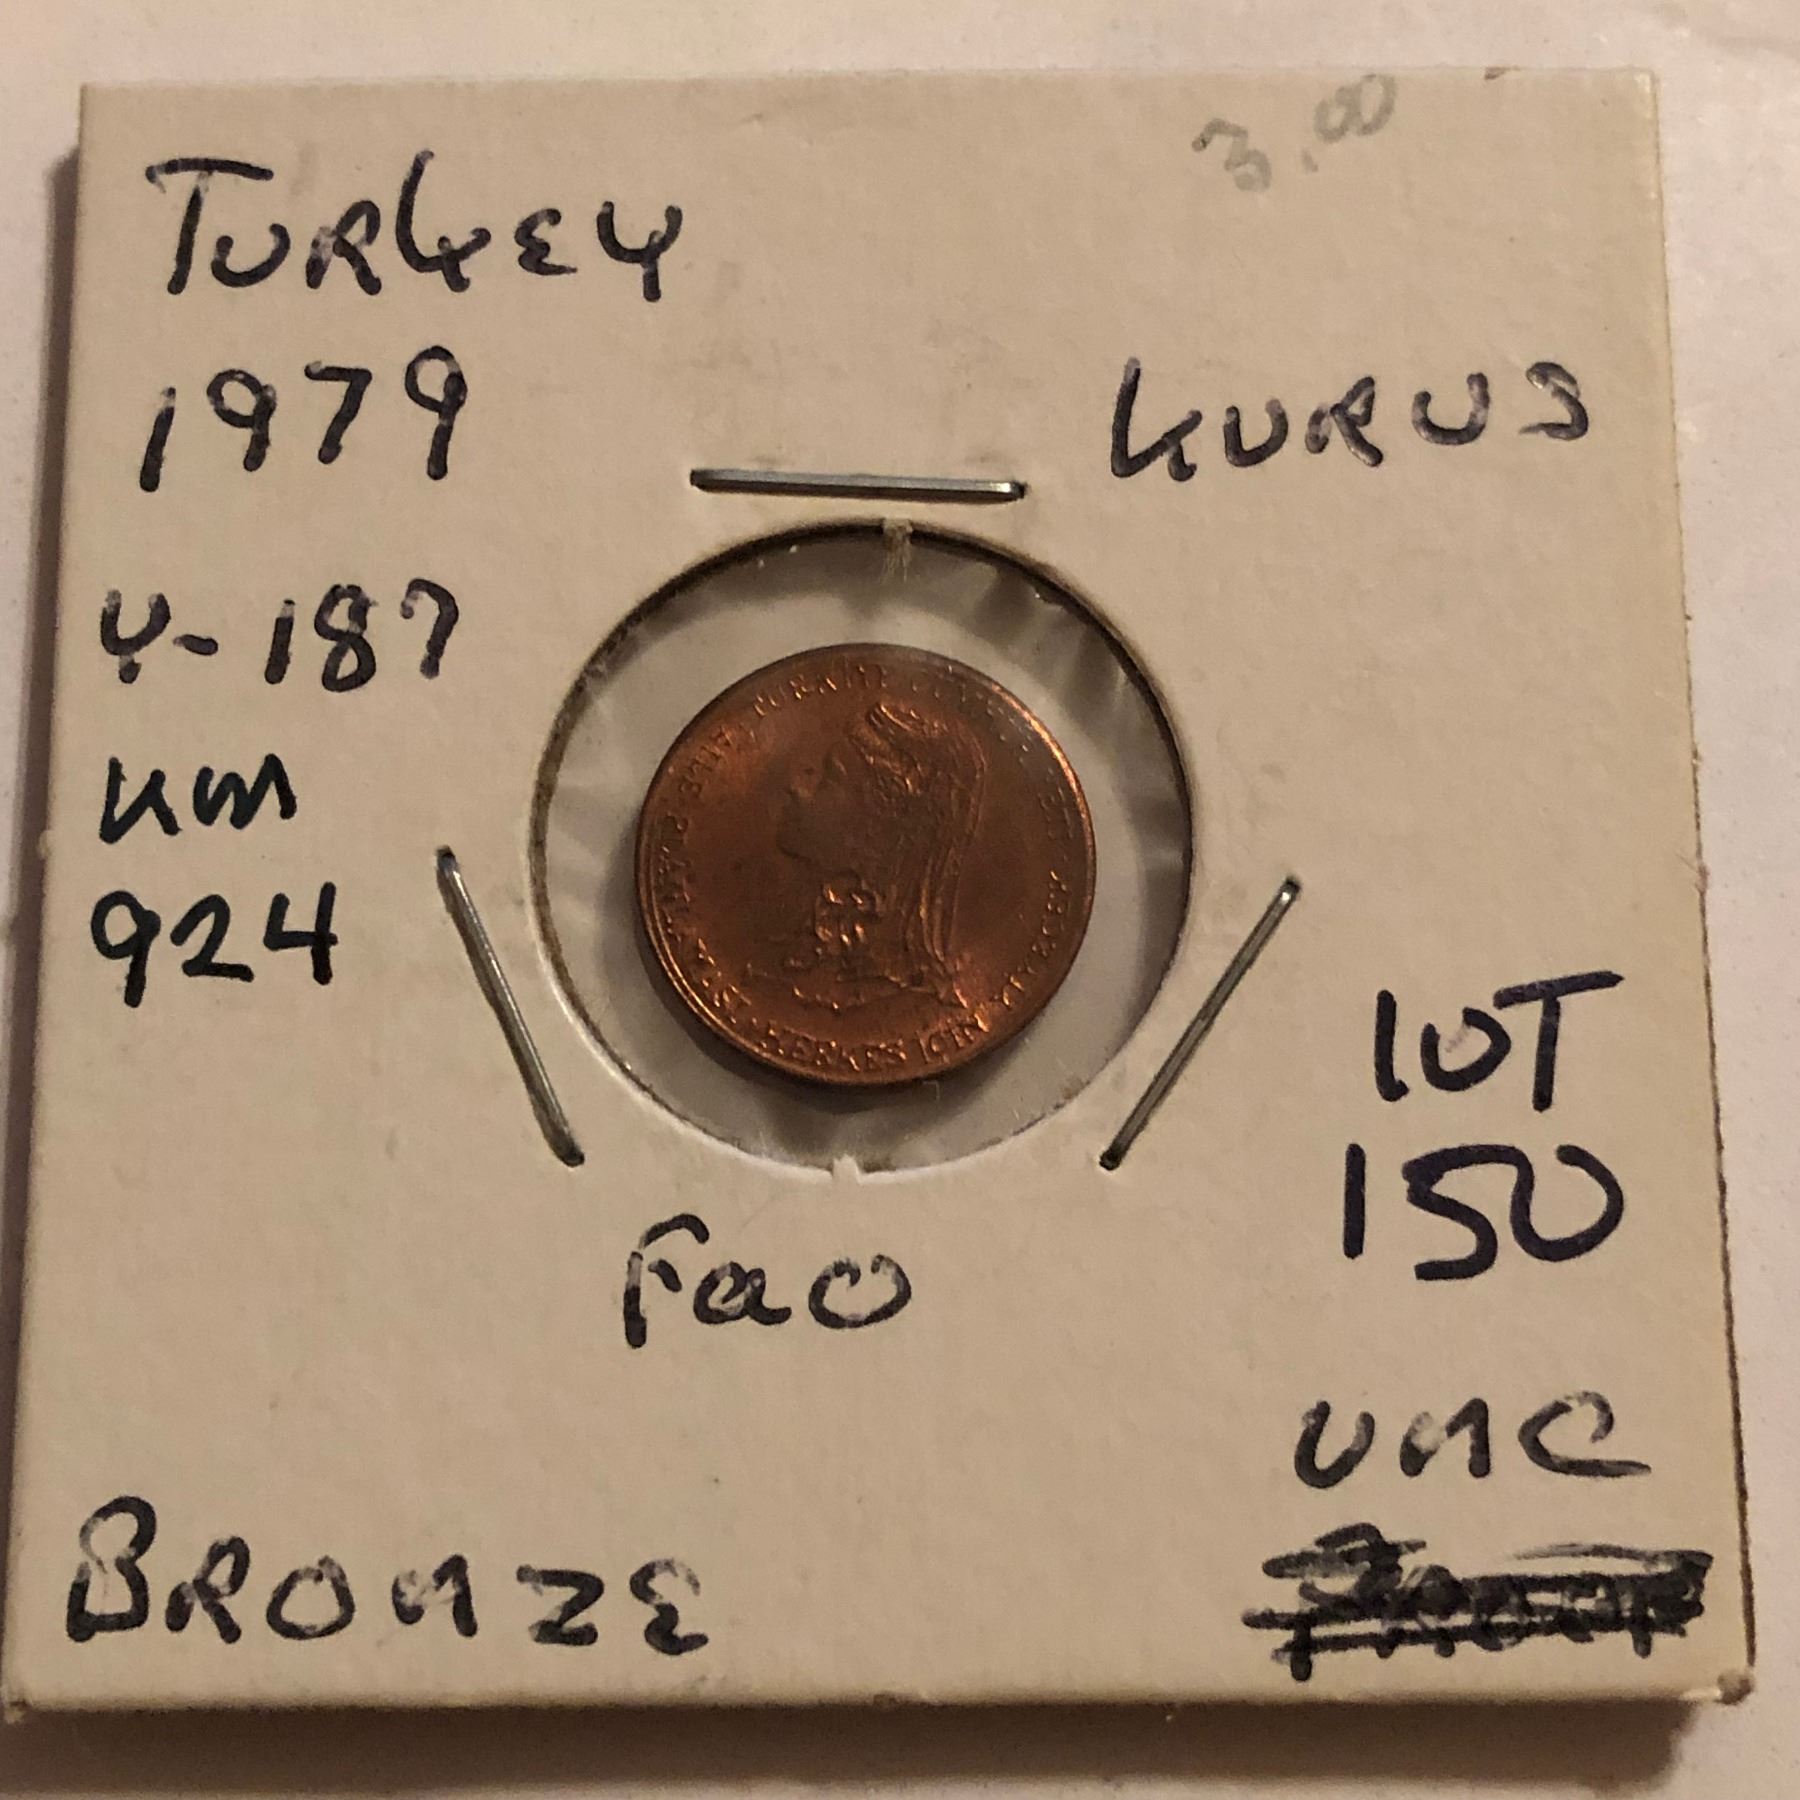 3.00
Turkey
1979
KURUS
Y-187
KM
924
TÜRKİYE CUMHURİYETİ
HERKES İÇİN
LOT
150
FaO
UNC
BRONZE